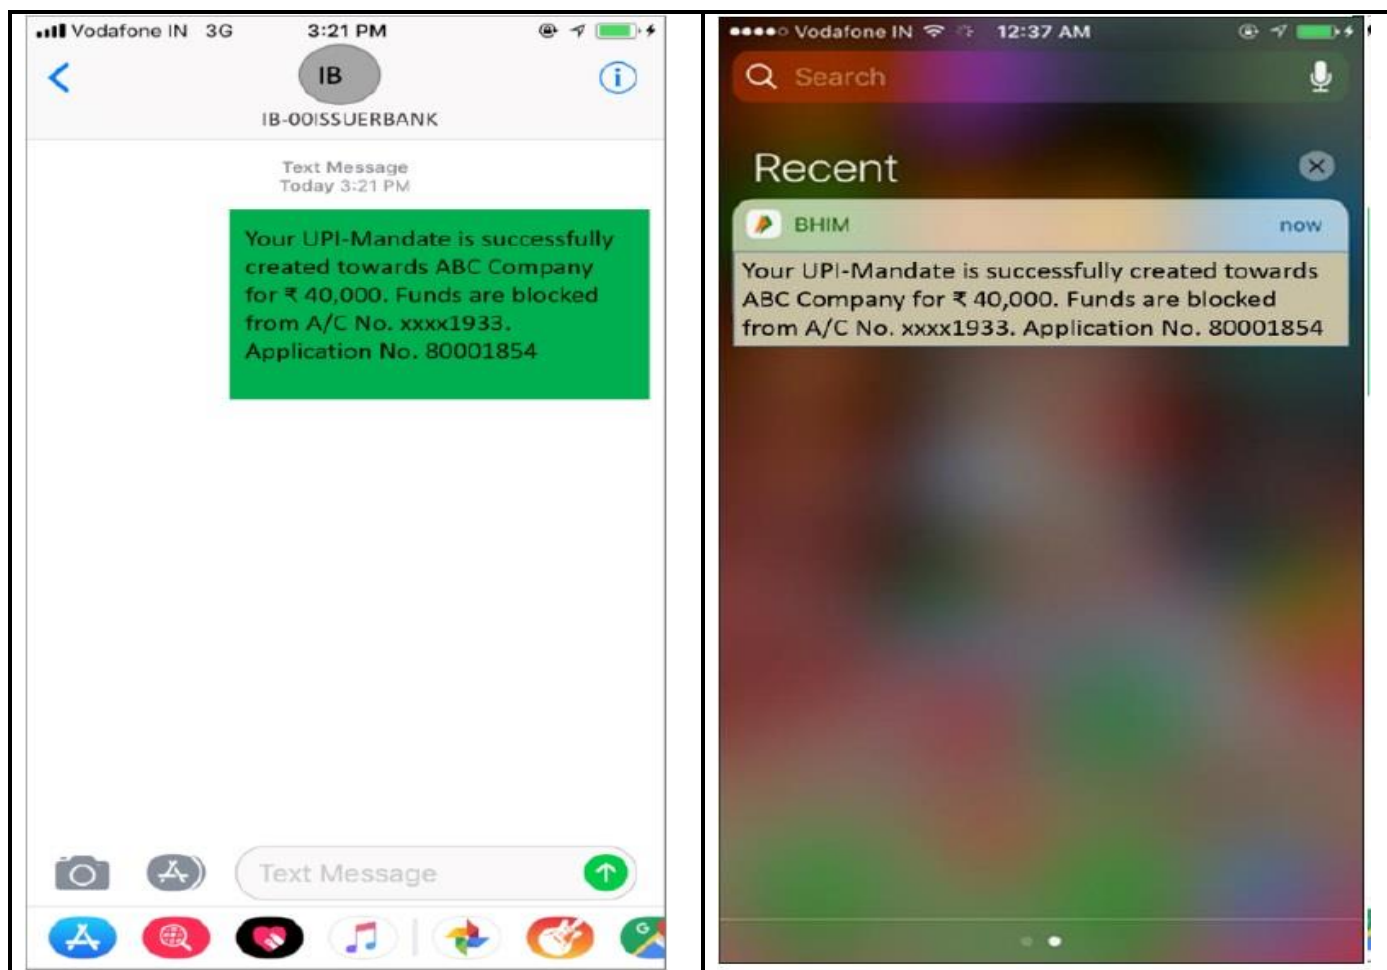 Vodafone IN 3G 3:21 PM
IB
IB-00ISSUERBANK
Text Message
Today 3:21 PM
Your UPI-Mandate is successfully
created towards ABC Company
for ₹ 40,000. Funds are blocked
from A/C No. xxxx1933.
Application No. 80001854
Text Message
Vodafone IN 12:37 AM
Search
Recent
BHIM now
Your UPI-Mandate is successfully created towards
ABC Company for ₹ 40,000. Funds are blocked
from A/C No. xxxx1933. Application No. 80001854